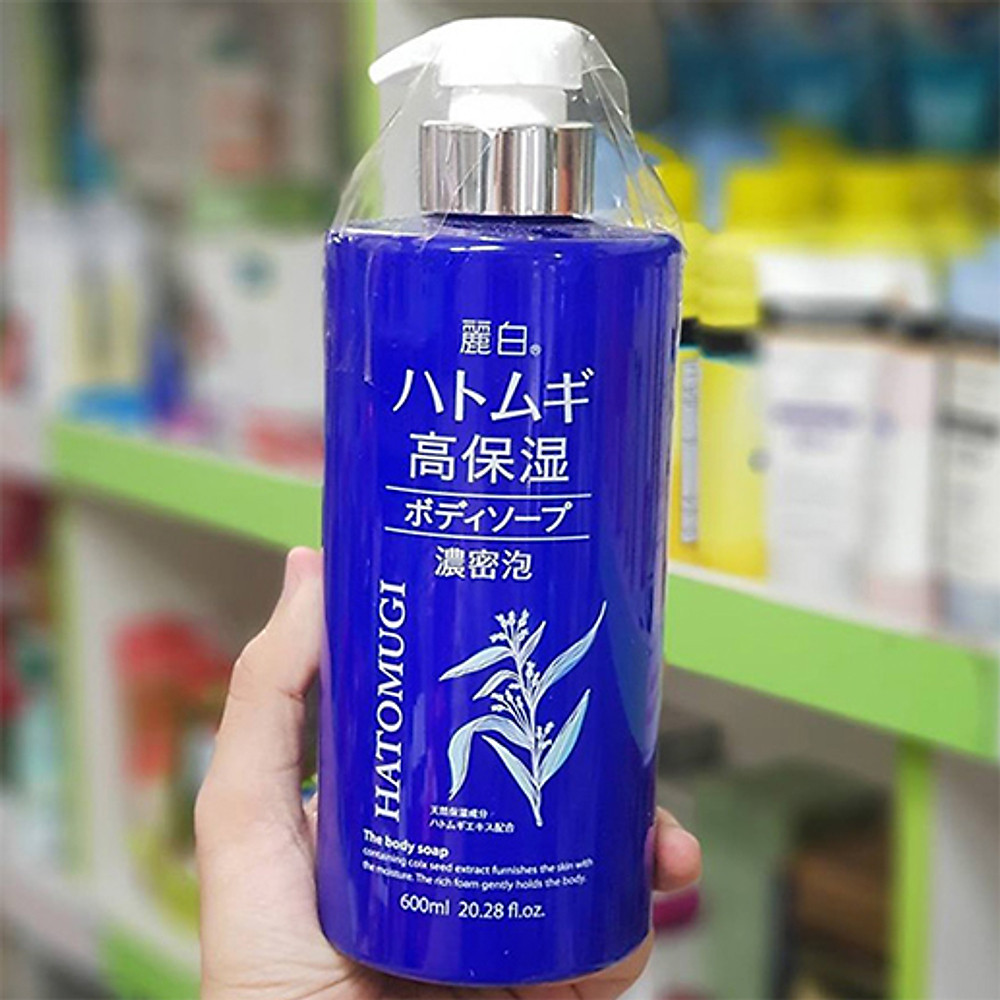 麗白®
ハトムギ
高保湿
ボディソープ
濃密泡
HATOMUGI
天然保湿成分
ハトムギエキス配合
The body soap
containing coix seed extract furnishes the skin with
the moisture. The rich foam gently holds the body.
600ml 20.28 fl.oz.